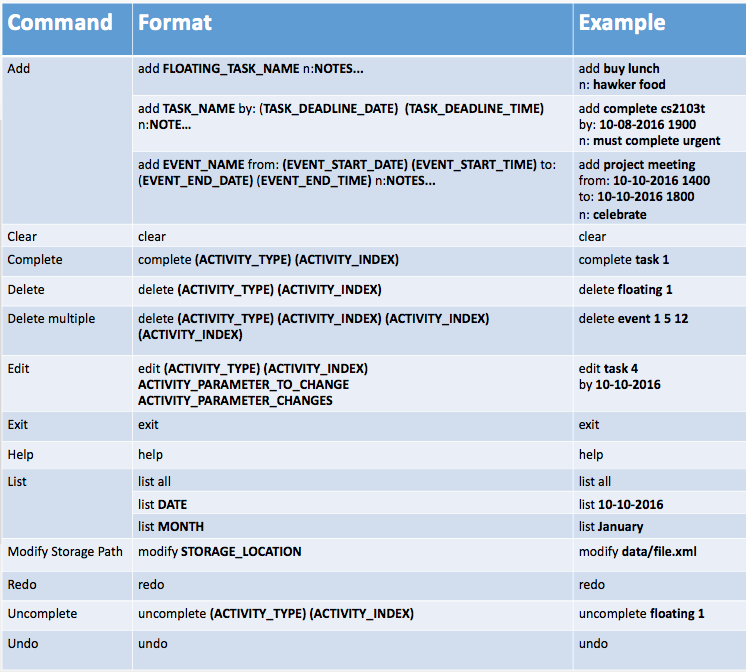 Command Format Example
Add add FLOATING_TASK_NAME n:NOTES... add buy lunch
n: hawker food
add TASK_NAME by: (TASK_DEADLINE_DATE) (TASK_DEADLINE_TIME) add complete cs2103t
n:NOTE... by: 10-08-2016 1900
n: must complete urgent
add EVENT_NAME from: (EVENT_START_DATE) (EVENT_START_TIME) to: add project meeting
(EVENT_END_DATE) (EVENT_END_TIME) n:NOTES... from: 10-10-2016 1400
to: 10-10-2016 1800
n: celebrate
Clear clear clear
Complete complete (ACTIVITY_TYPE) (ACTIVITY_INDEX) complete task 1
Delete delete (ACTIVITY_TYPE) (ACTIVITY_INDEX) delete floating 1
Delete multiple delete (ACTIVITY_TYPE) (ACTIVITY_INDEX) (ACTIVITY_INDEX) delete event 1 5 12
(ACTIVITY_INDEX)
Edit edit (ACTIVITY_TYPE) (ACTIVITY_INDEX) edit task 4
ACTIVITY_PARAMETER_TO_CHANGE by 10-10-2016
ACTIVITY_PARAMETER_CHANGES
Exit exit exit
Help help help
List list all list all
list DATE list 10-10-2016
list MONTH list January
Modify Storage Path modify STORAGE_LOCATION modify data/file.xml
Redo redo redo
Uncomplete uncomplete (ACTIVITY_TYPE) (ACTIVITY_INDEX) uncomplete floating 1
Undo undo undo